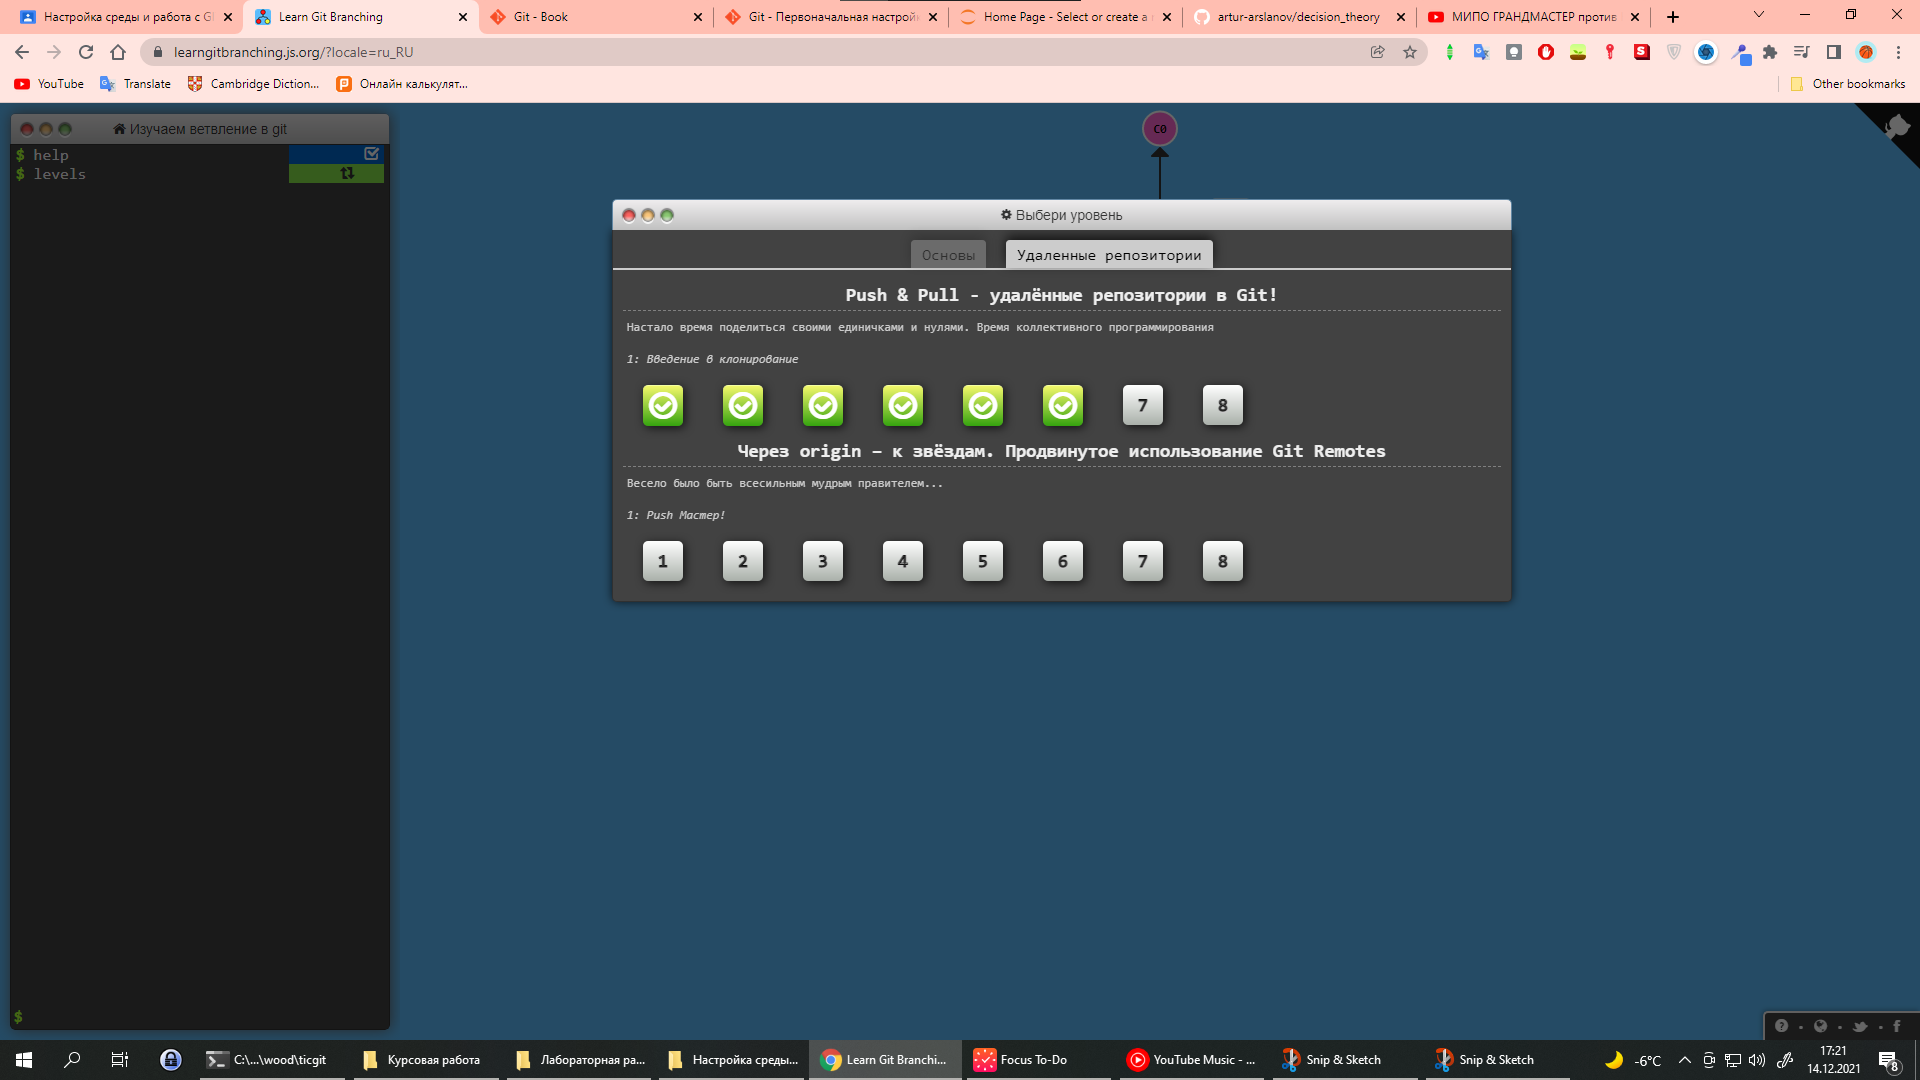 Настройка среды и работа с G
Learn Git Branching
Git - Book
Git - Первоначальная настрой
Home Page - Select or create a
artur-arslanov/decision_theory
МИПО ГРАНДМАСТЕР против
learngitbranching.js.org/?locale=ru_RU
YouTube
Translate
Cambridge Diction...
Онлайн калькулят...
Other bookmarks
Изучаем ветвление в git
$ help
$ levels
C0
Выбери уровень
Основы
Удаленные репозитории
Push & Pull - удалённые репозитории в Git!
Настало время поделиться своими единичками и нулями. Время коллективного программирования
1: Введение в клонирование
7 8
Через origin – к звёздам. Продвинутое использование Git Remotes
Весело было быть всесильным мудрым правителем...
1: Push Мастер!
1 2 3 4 5 6 7 8
$
C:\...\wood\ticgit
Курсовая работа
Лабораторная ра...
Настройка среды...
Learn Git Branchi...
Focus To-Do
YouTube Music - ...
Snip & Sketch
Snip & Sketch
-6°C
17:21
14.12.2021
8